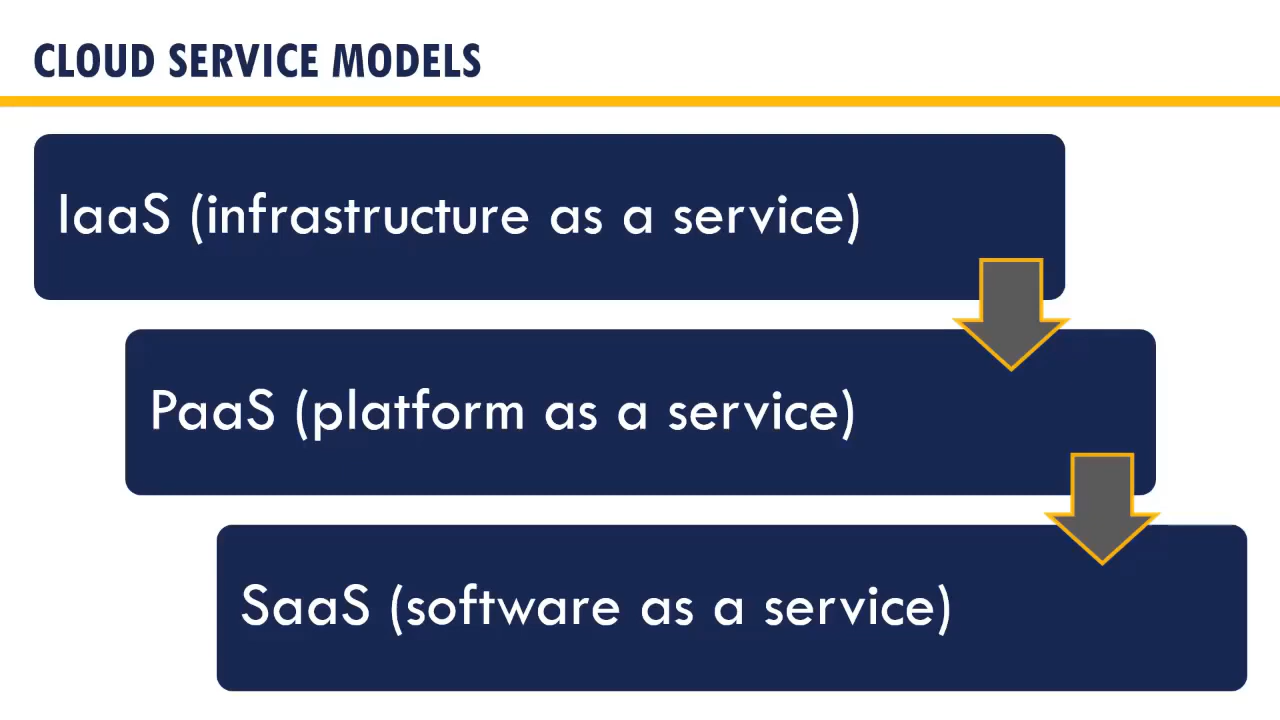 CLOUD SERVICE MODELS
IaaS (infrastructure as a service)
PaaS (platform as a service)
SaaS (software as a service)